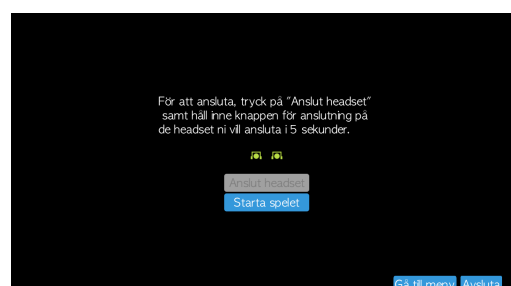 För att ansluta, tryck på "Anslut headset"
samt håll inne knappen för anslutning på
de headset ni vill ansluta i 5 sekunder.
Anslut headset
Starta spelet
Gå till meny Avsluta